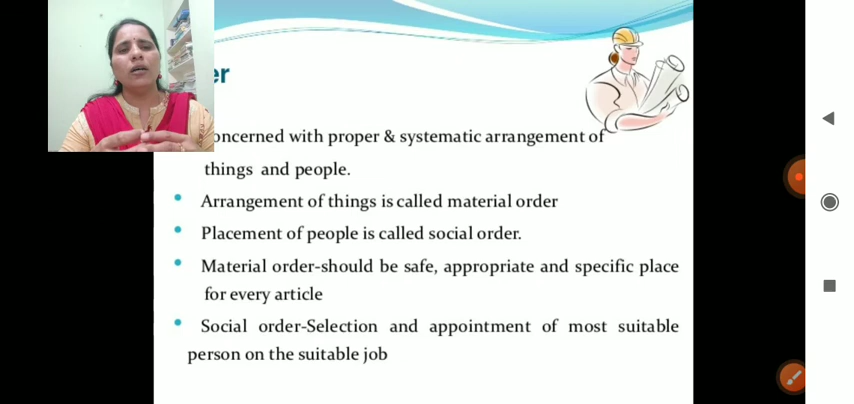 er
oncerned with proper & systematic arrangement of
things and people.
• Arrangement of things is called material order
• Placement of people is called social order.
• Material order-should be safe, appropriate and specific place
for every article
• Social order-Selection and appointment of most suitable
person on the suitable job